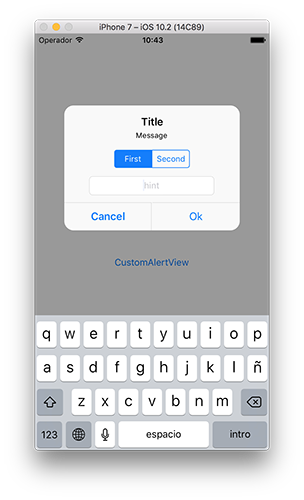 iPhone 7 – iOS 10.2 (14C89)
Operador 10:43
Title
Message
First Second
hint
Cancel Ok
CustomAlertView
q w e r t y u i o p
a s d f g h j k l ñ
z x c v b n m
123 espacio intro